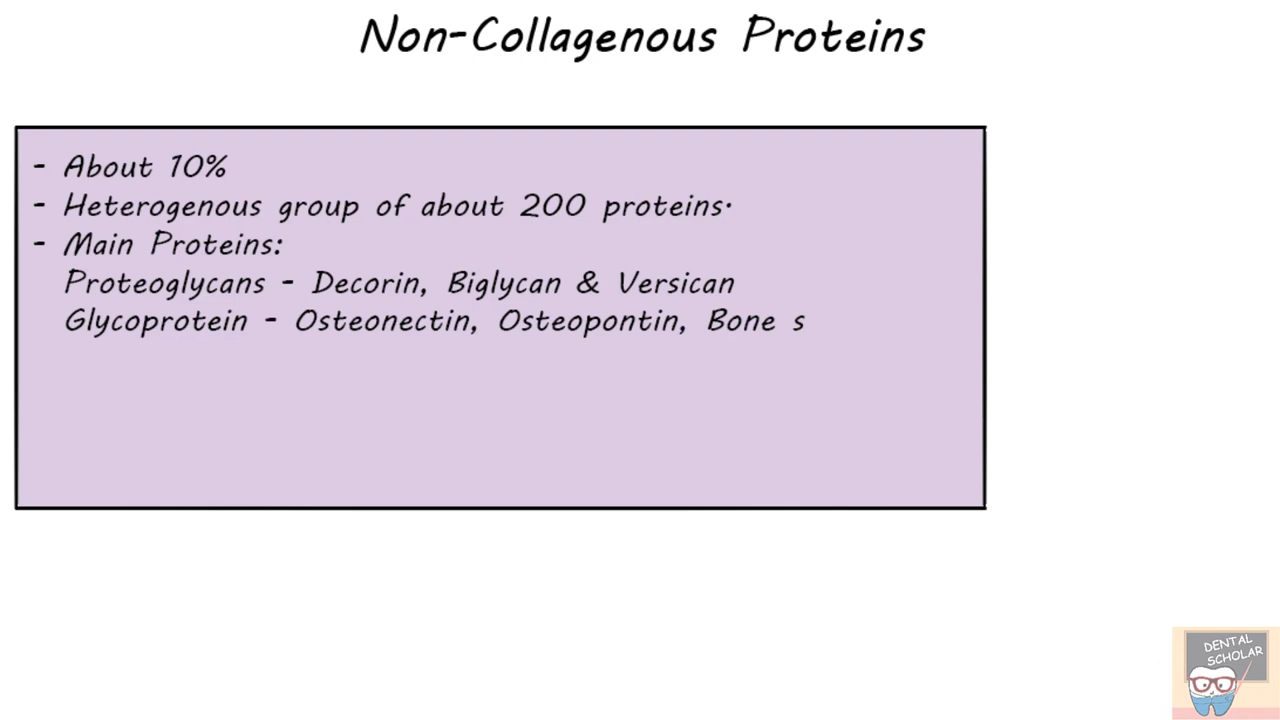 Non-Collagenous Proteins
- About 10%
- Heterogenous group of about 200 proteins.
- Main Proteins:
Proteoglycans - Decorin, Biglycan & Versican
Glycoprotein - Osteonectin, Osteopontin, Bone s
DENTAL
SCHOLAR